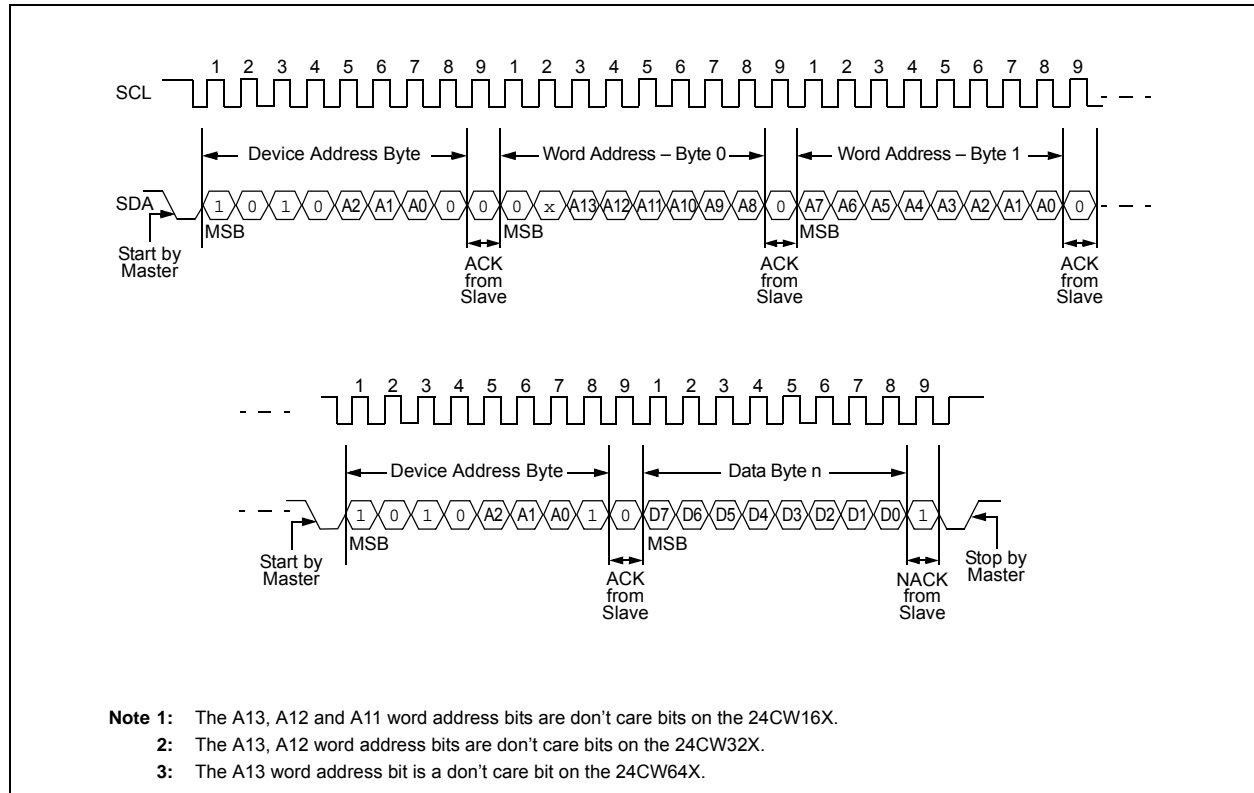 1 2 3 4 5 6 7 8 9 1 2 3 4 5 6 7 8 9 1 2 3 4 5 6 7 8 9
SCL
Device Address Byte Word Address – Byte 0 Word Address – Byte 1
SDA 1 0 1 0 A2 A1 A0 0 0 0 x A13 A12 A11 A10 A9 A8 0 A7 A6 A5 A4 A3 A2 A1 A0 0
MSB MSB MSB
Start by
Master
ACK
from
Slave
ACK
from
Slave
ACK
from
Slave
1 2 3 4 5 6 7 8 9 1 2 3 4 5 6 7 8 9
Device Address Byte Data Byte n
1 0 1 0 A2 A1 A0 1 0 D7 D6 D5 D4 D3 D2 D1 D0 1
MSB MSB
Start by
Master
ACK
from
Slave
NACK
from
Slave
Stop by
Master
Note 1: The A13, A12 and A11 word address bits are don’t care bits on the 24CW16X.
2: The A13, A12 word address bits are don’t care bits on the 24CW32X.
3: The A13 word address bit is a don’t care bit on the 24CW64X.